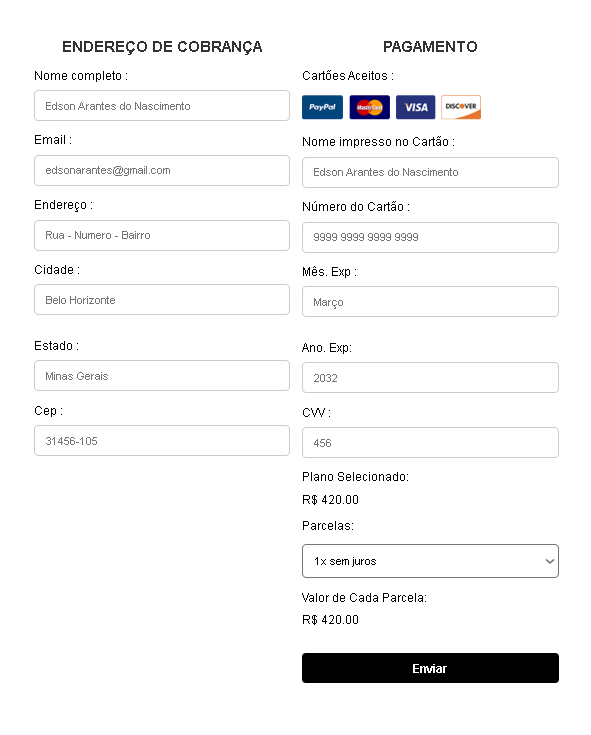 ENDEREÇO DE COBRANÇA
Nome completo :
Edson Arantes do Nascimento
Email :
edsonarantes@gmail.com
Endereço :
Rua - Numero - Bairro
Cidade :
Belo Horizonte
Estado :
Minas Gerais
Cep :
31456-105
PAGAMENTO
Cartões Aceitos :
PayPal MasterCard VISA DISCOVER
Nome impresso no Cartão :
Edson Arantes do Nascimento
Número do Cartão :
9999 9999 9999 9999
Mês. Exp :
Março
Ano. Exp:
2032
CVV :
456
Plano Selecionado:
R$ 420.00
Parcelas:
1x sem juros
Valor de Cada Parcela:
R$ 420.00
Enviar